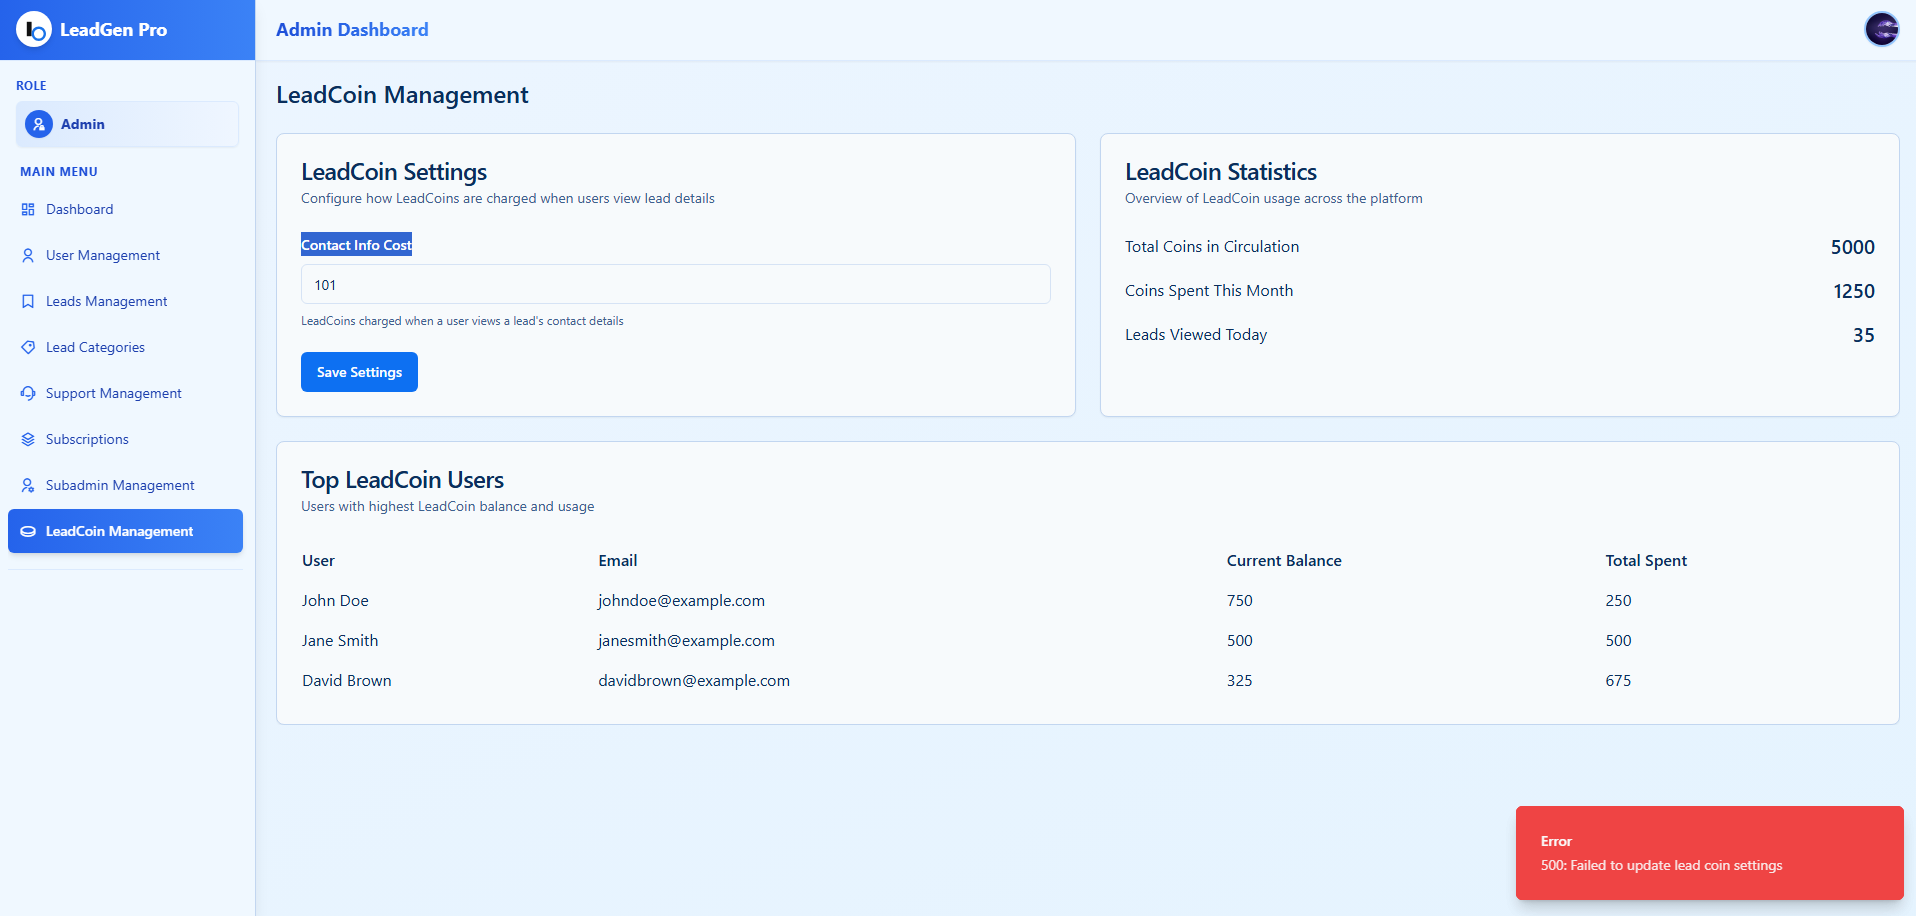 LeadGen Pro
Admin Dashboard
ROLE
Admin
MAIN MENU
Dashboard
User Management
Leads Management
Lead Categories
Support Management
Subscriptions
Subadmin Management
LeadCoin Management
LeadCoin Management
LeadCoin Settings
Configure how LeadCoins are charged when users view lead details
Contact Info Cost
101
LeadCoins charged when a user views a lead's contact details
Save Settings
LeadCoin Statistics
Overview of LeadCoin usage across the platform
Total Coins in Circulation 5000
Coins Spent This Month 1250
Leads Viewed Today 35
Top LeadCoin Users
Users with highest LeadCoin balance and usage
User Email Current Balance Total Spent
John Doe johndoe@example.com 750 250
Jane Smith janesmith@example.com 500 500
David Brown davidbrown@example.com 325 675
Error
500: Failed to update lead coin settings